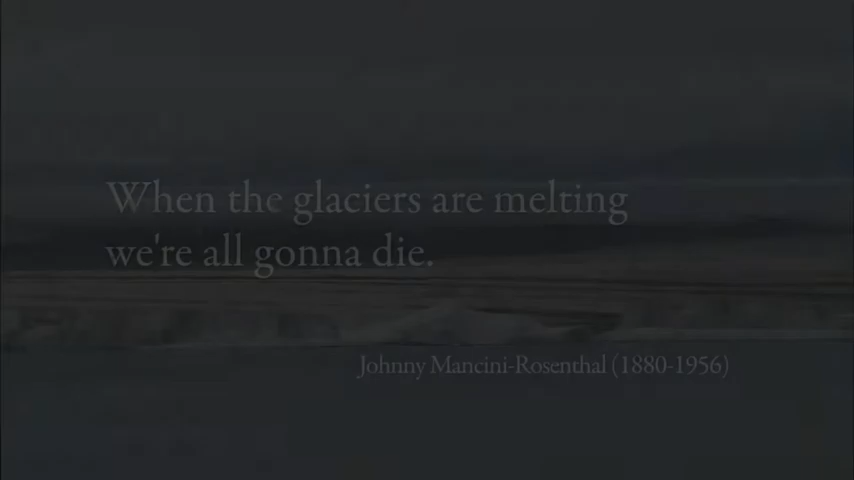 When the glaciers are melting
we're all gonna die.
Johnny Mancini-Rosenthal (1880-1956)